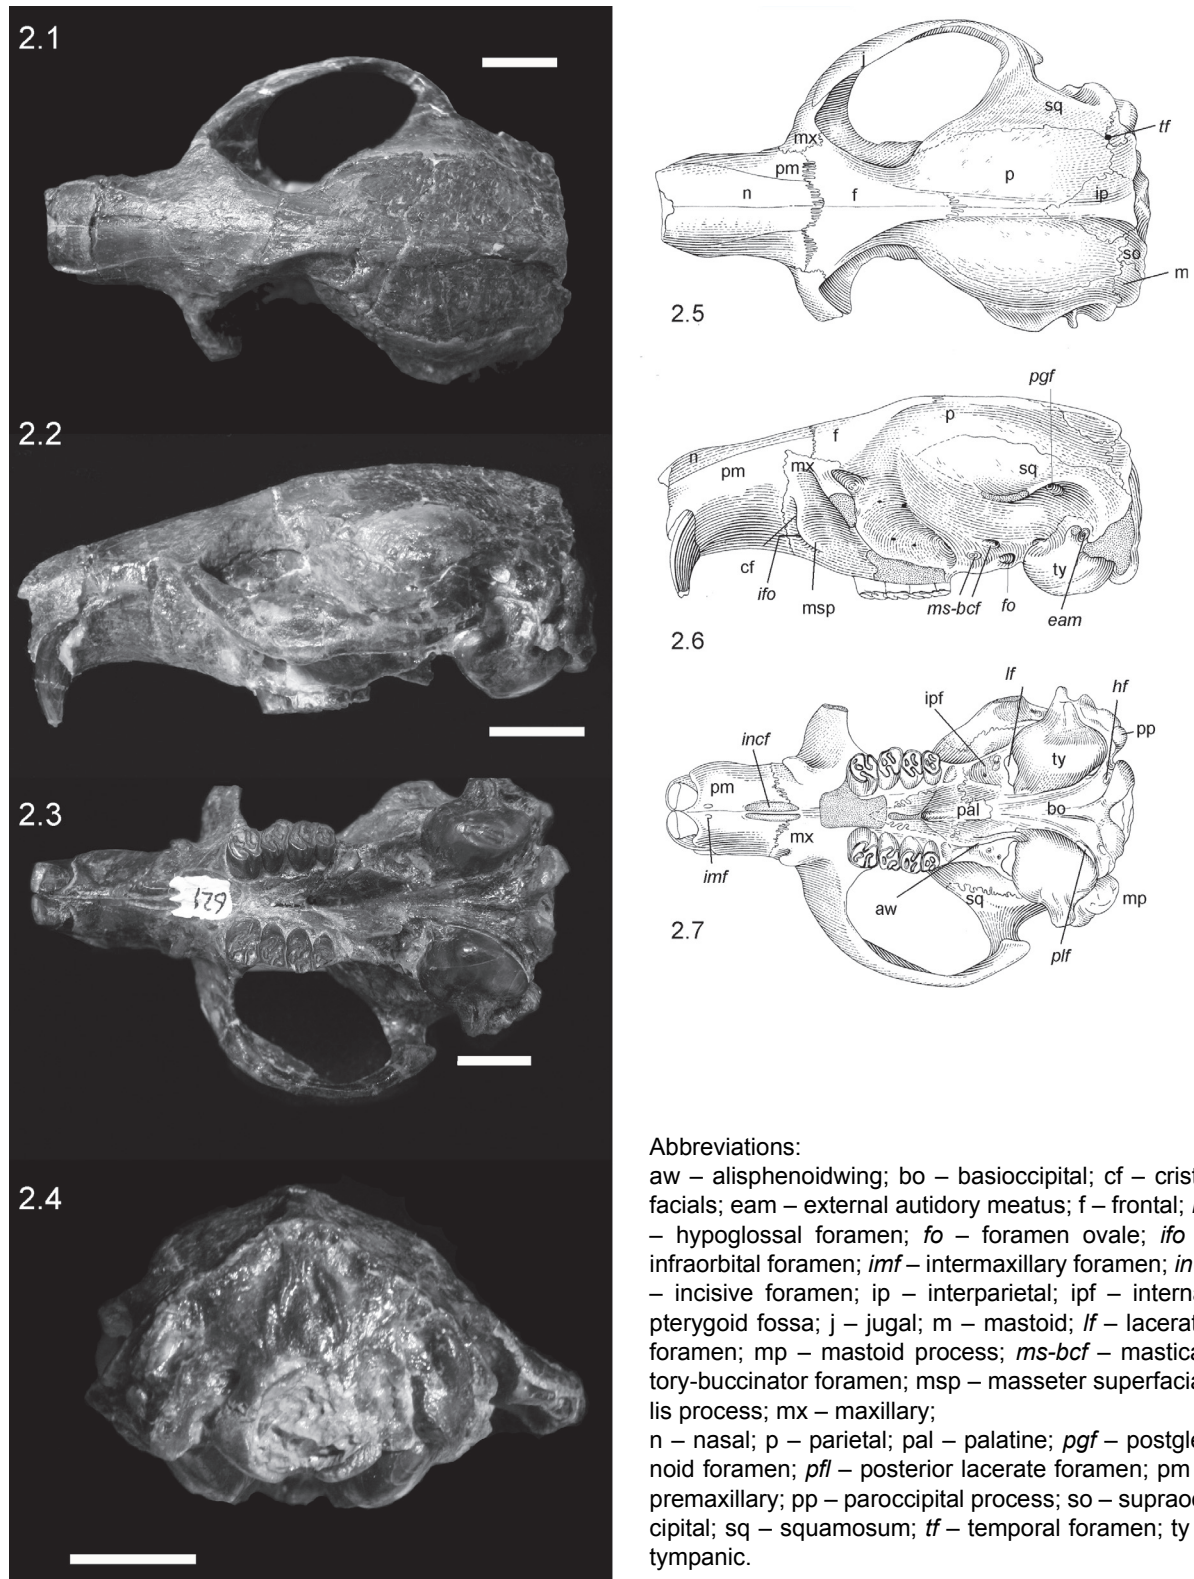 2.1
2.2
2.3
621
2.4
j
sq
tf
mx
pm
p
n
f
ip
so
m
2.5
pgf
n
f
p
pm
mx
sq
cf
ifo
msp
ms-bcf
fo
ty
eam
2.6
lf
hf
ipf
pp
incf
ty
pm
pal
bo
mx
imf
aw
sq
mp
plf
2.7
Abbreviations:
aw – alisphenoidwing; bo – basioccipital; cf – crist
facials; eam – external autidory meatus; f – frontal;
– hypoglossal foramen; fo – foramen ovale; ifo
infraorbital foramen; imf – intermaxillary foramen; in
– incisive foramen; ip – interparietal; ipf – interna
pterygoid fossa; j – jugal; m – mastoid; lf – lacerat
foramen; mp – mastoid process; ms-bcf – mastica
tory-buccinator foramen; msp – masseter superfacia
lis process; mx – maxillary;
n – nasal; p – parietal; pal – palatine; pgf – postgle
noid foramen; pfl – posterior lacerate foramen; pm
premaxillary; pp – paroccipital process; so – supraoc
cipital; sq – squamosum; tf – temporal foramen; ty
tympanic.